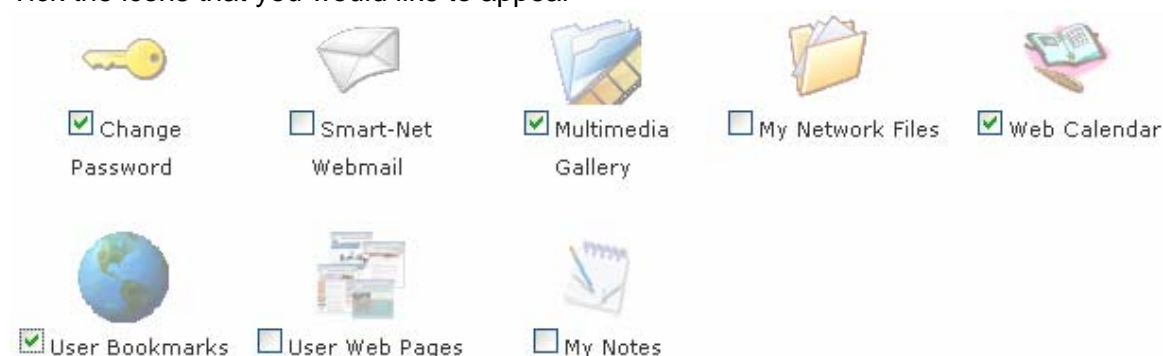 Tick the icons that you would like to appear
Change Password
Smart-Net Webmail
Multimedia Gallery
My Network Files
Web Calendar
User Bookmarks
User Web Pages
My Notes